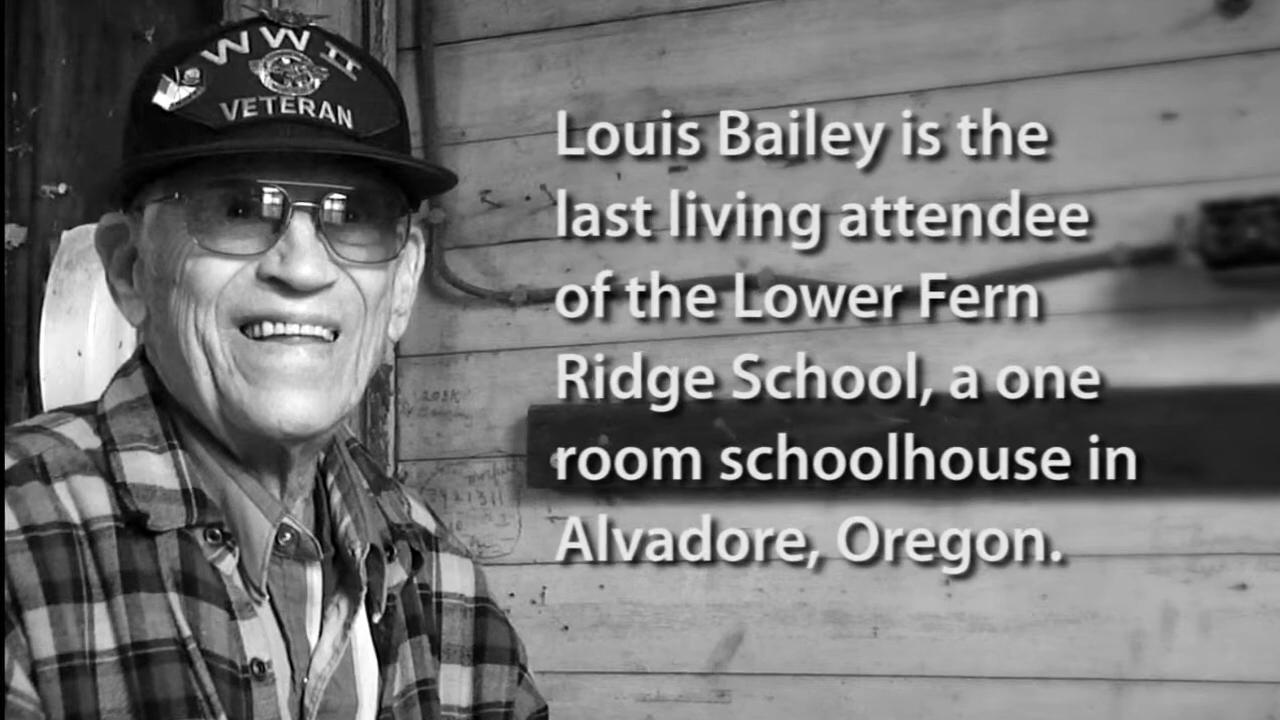 WWII
VETERAN
Louis Bailey is the
last living attendee
of the Lower Fern
Ridge School, a one
room schoolhouse in
Alvadore, Oregon.